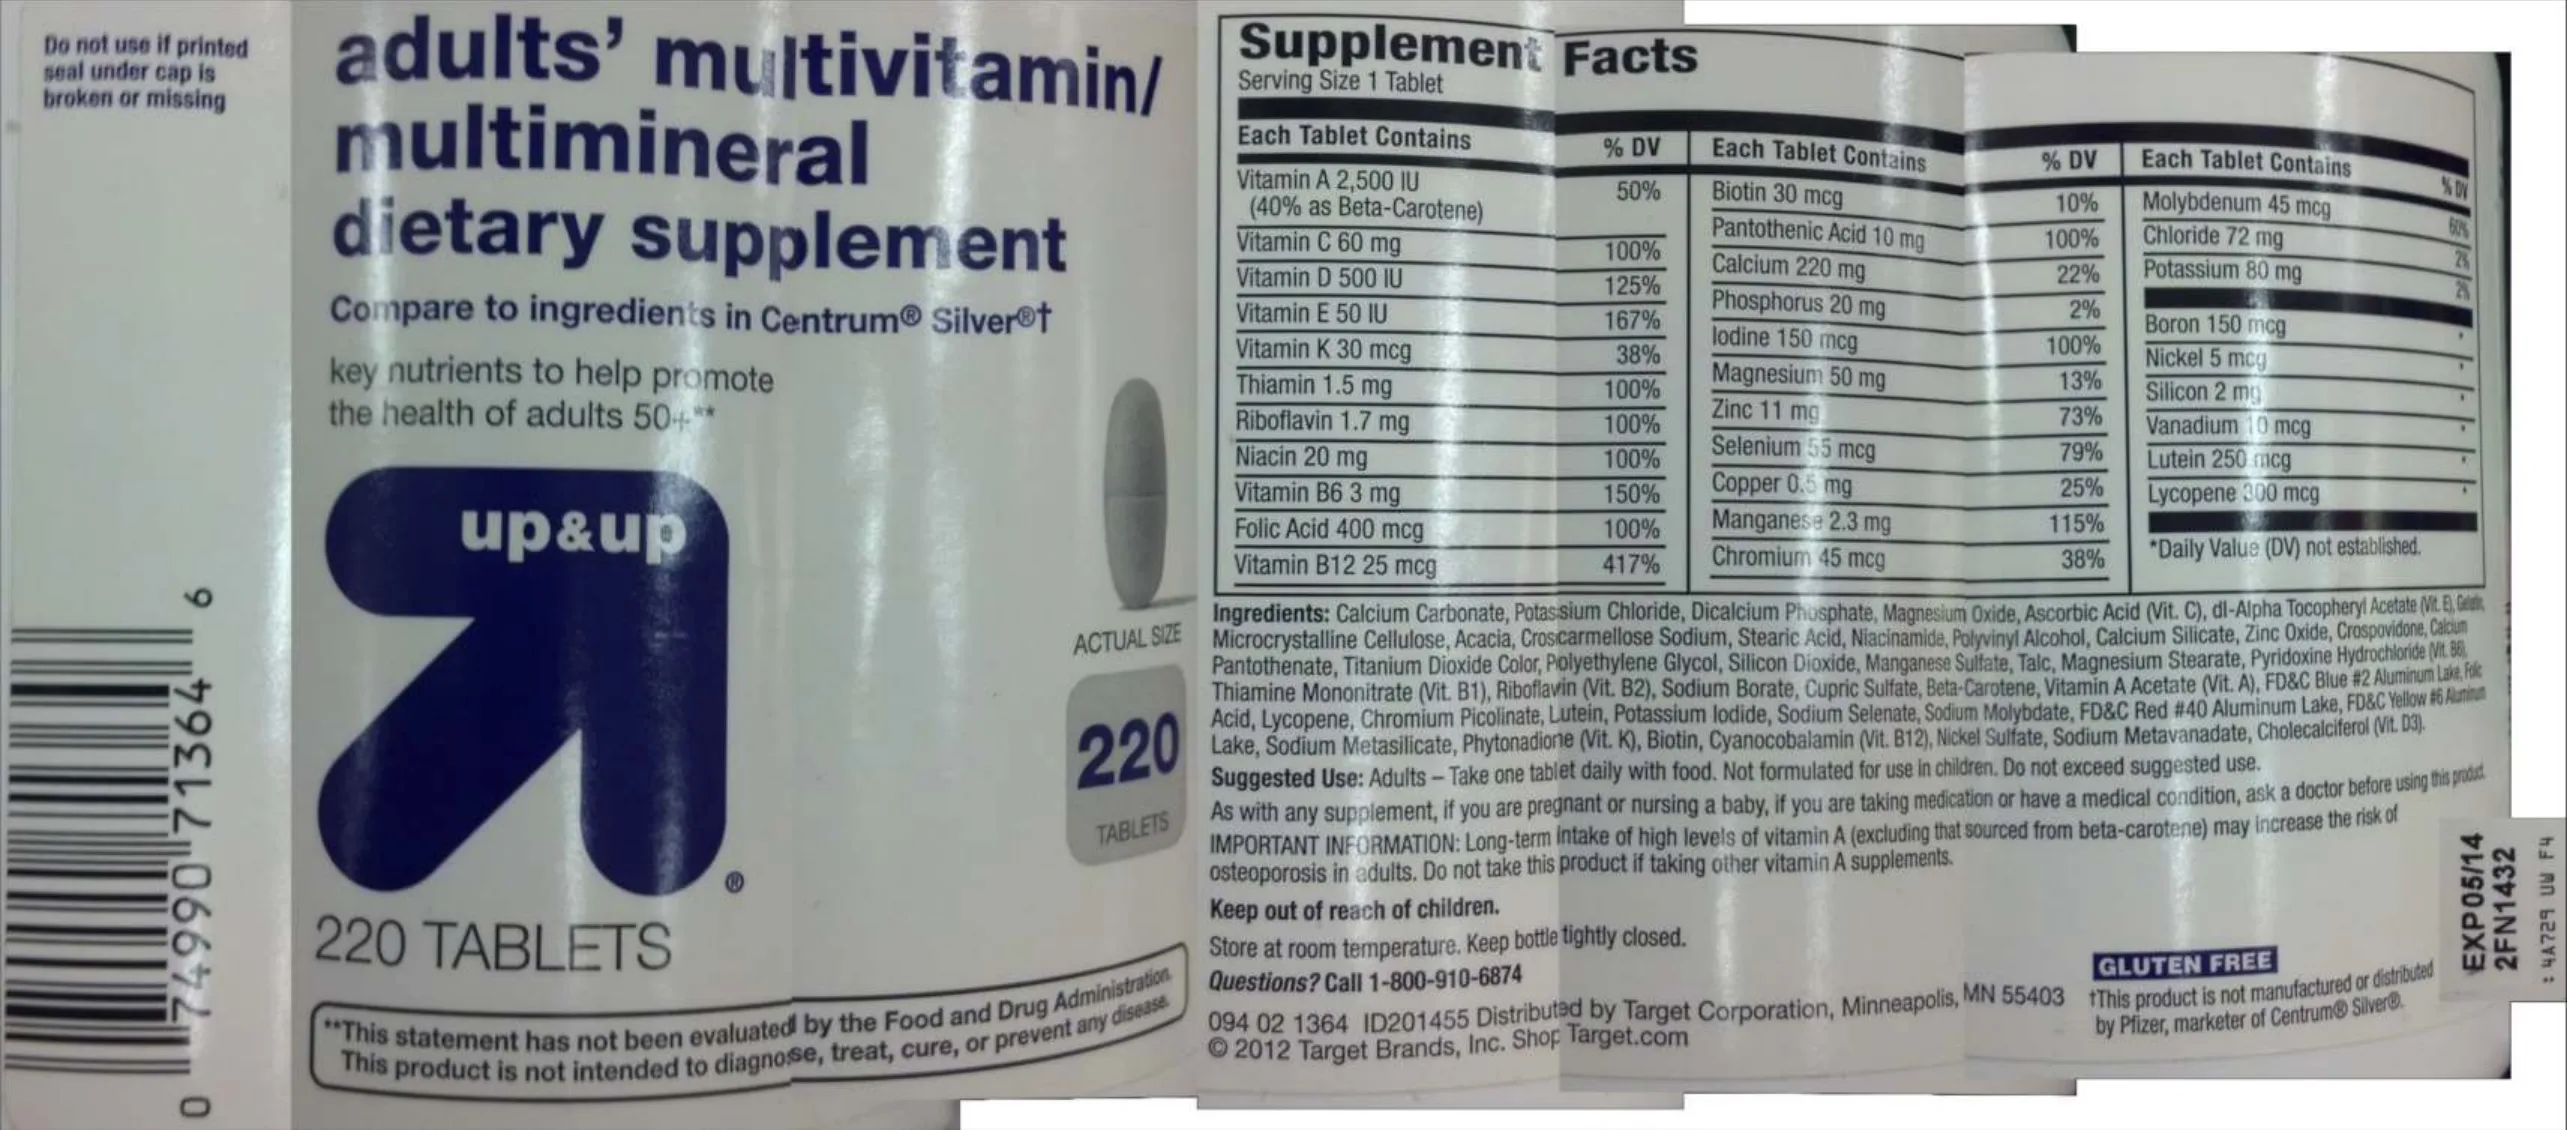 Do not use if printed
seal under cap is
broken or missing
0 74990 71364 6
adults’ multivitamin/
multimineral
dietary supplement
Compare to ingredients in Centrum® Silver®†
key nutrients to help promote
the health of adults 50+**
up&up®
®
ACTUAL SIZE
220
TABLETS
220 TABLETS
**This statement has not been evaluated by the Food and Drug Administration.
This product is not intended to diagnose, treat, cure, or prevent any disease.
Supplement Facts
Serving Size 1 Tablet
Each Tablet Contains % DV
Vitamin A 2,500 IU 50%
(40% as Beta-Carotene)
Vitamin C 60 mg 100%
Vitamin D 500 IU 125%
Vitamin E 50 IU 167%
Vitamin K 30 mcg 38%
Thiamin 1.5 mg 100%
Riboflavin 1.7 mg 100%
Niacin 20 mg 100%
Vitamin B6 3 mg 150%
Folic Acid 400 mcg 100%
Vitamin B12 25 mcg 417%
Each Tablet Contains % DV
Biotin 30 mcg 10%
Pantothenic Acid 10 mg 100%
Calcium 220 mg 22%
Phosphorus 20 mg 2%
Iodine 150 mcg 100%
Magnesium 50 mg 13%
Zinc 11 mg 73%
Selenium 55 mcg 79%
Copper 0.5 mg 25%
Manganese 2.3 mg 115%
Chromium 45 mcg 38%
Each Tablet Contains % DV
Molybdenum 45 mcg 60%
Chloride 72 mg 2%
Potassium 80 mg 2%
Boron 150 mcg *
Nickel 5 mcg *
Silicon 2 mg *
Vanadium 10 mcg *
Lutein 250 mcg *
Lycopene 300 mcg *
*Daily Value (DV) not established.
Ingredients: Calcium Carbonate, Potassium Chloride, Dicalcium Phosphate, Magnesium Oxide, Ascorbic Acid (Vit. C), dl-Alpha Tocopheryl Acetate (Vit. E), Gelatin,
Microcrystalline Cellulose, Acacia, Croscarmellose Sodium, Stearic Acid, Niacinamide, Polyvinyl Alcohol, Calcium Silicate, Zinc Oxide, Crospovidone, Calcium
Pantothenate, Titanium Dioxide Color, Polyethylene Glycol, Silicon Dioxide, Manganese Sulfate, Talc, Magnesium Stearate, Pyridoxine Hydrochloride (Vit. B6),
Thiamine Mononitrate (Vit. B1), Riboflavin (Vit. B2), Sodium Borate, Cupric Sulfate, Beta-Carotene, Vitamin A Acetate (Vit. A), FD&C Blue #2 Aluminum Lake, Folic
Acid, Lycopene, Chromium Picolinate, Lutein, Potassium Iodide, Sodium Selenate, Sodium Molybdate, FD&C Red #40 Aluminum Lake, FD&C Yellow #6 Aluminum
Lake, Sodium Metasilicate, Phytonadione (Vit. K), Biotin, Cyanocobalamin (Vit. B12), Nickel Sulfate, Sodium Metavanadate, Cholecalciferol (Vit. D3).
Suggested Use: Adults – Take one tablet daily with food. Not formulated for use in children. Do not exceed suggested use.
As with any supplement, if you are pregnant or nursing a baby, if you are taking medication or have a medical condition, ask a doctor before using this product.
IMPORTANT INFORMATION: Long-term intake of high levels of vitamin A (excluding that sourced from beta-carotene) may increase the risk of
osteoporosis in adults. Do not take this product if taking other vitamin A supplements.
Keep out of reach of children.
Store at room temperature. Keep bottle tightly closed.
Questions? Call 1-800-910-6874
094 02 1364 ID201455 Distributed by Target Corporation, Minneapolis, MN 55403
© 2012 Target Brands, Inc. Shop Target.com
GLUTEN FREE
†This product is not manufactured or distributed
by Pfizer, marketer of Centrum® Silver®.
EXP05/14
2FN1432
: 4A729 UW F4